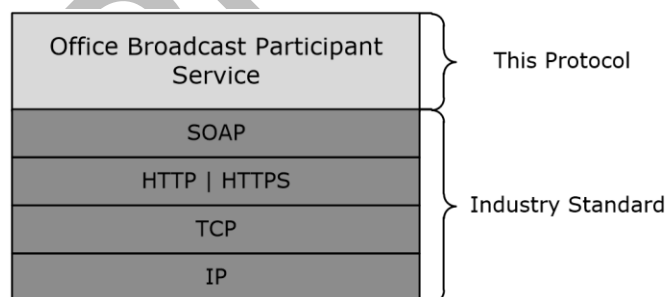 Office Broadcast Participant
Service
This Protocol
SOAP
HTTP | HTTPS
Industry Standard
TCP
IP